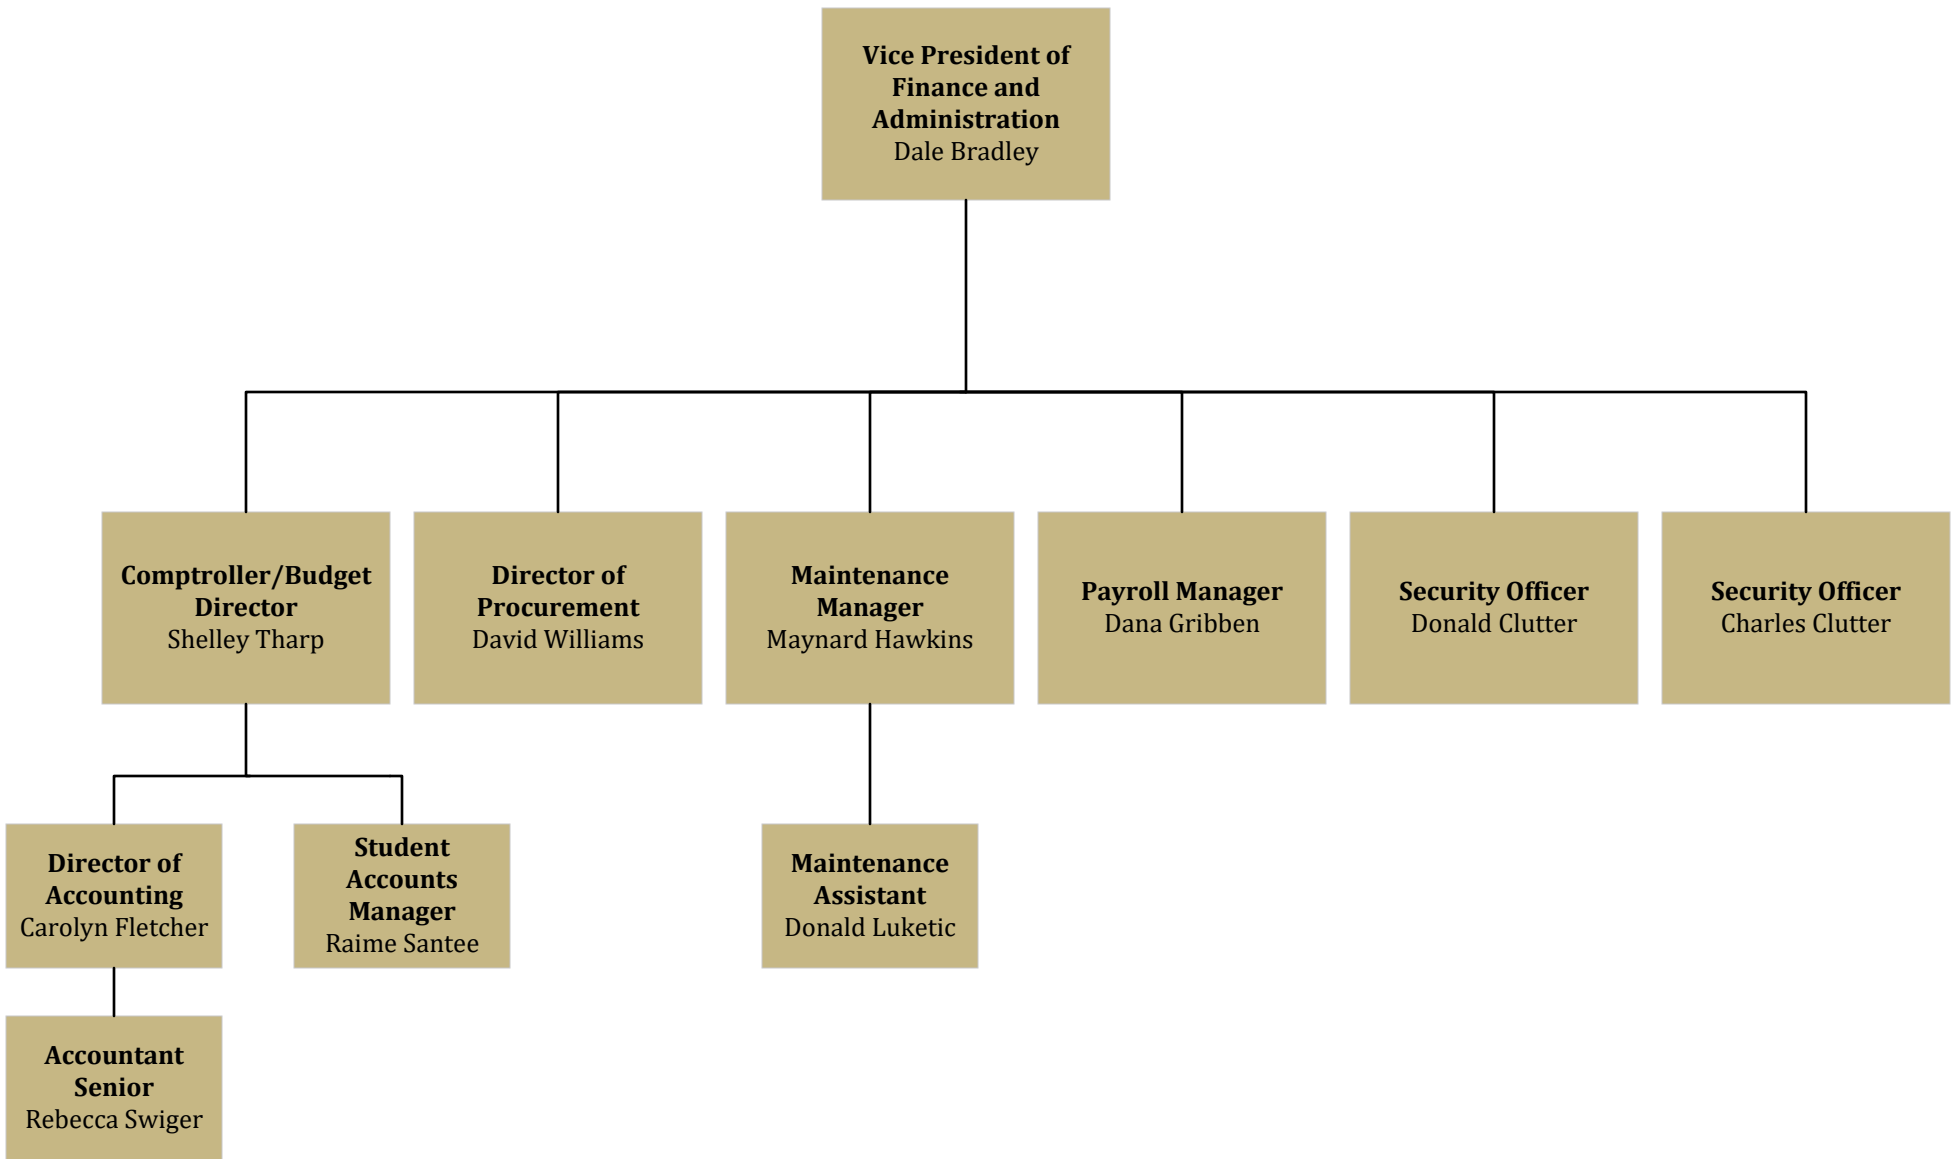 Vice President of
Finance and
Administration
Dale Bradley
Comptroller/Budget
Director
Shelley Tharp
Director of
Procurement
David Williams
Maintenance
Manager
Maynard Hawkins
Payroll Manager
Dana Gribben
Security Officer
Donald Clutter
Security Officer
Charles Clutter
Director of
Accounting
Carolyn Fletcher
Student
Accounts
Manager
Raime Santee
Maintenance
Assistant
Donald Luketic
Accountant
Senior
Rebecca Swiger